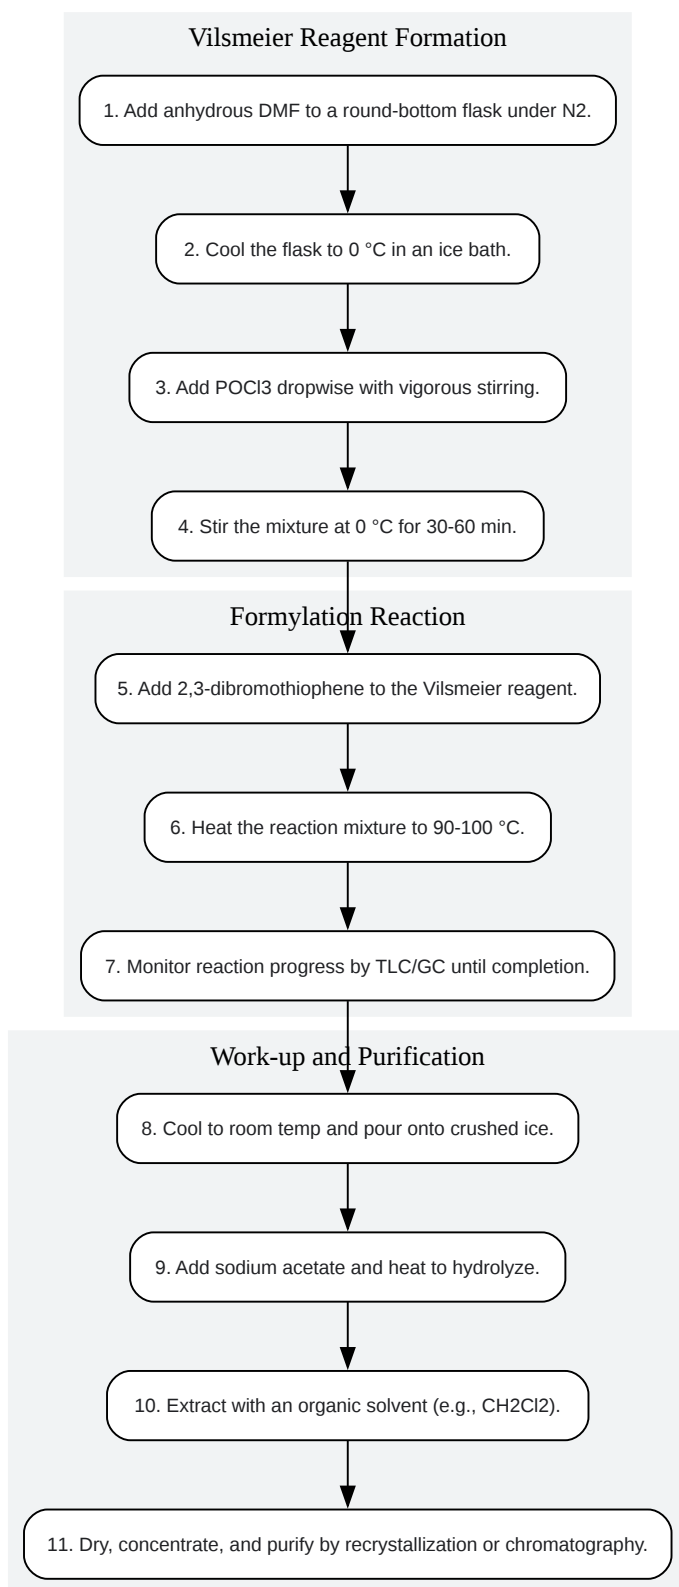 Vilsmeier Reagent Formation
1. Add anhydrous DMF to a round-bottom flask under N2.
2. Cool the flask to 0 °C in an ice bath.
3. Add POCl3 dropwise with vigorous stirring.
4. Stir the mixture at 0 °C for 30-60 min.
Formylation Reaction
5. Add 2,3-dibromothiophene to the Vilsmeier reagent.
6. Heat the reaction mixture to 90-100 °C.
7. Monitor reaction progress by TLC/GC until completion.
Work-up and Purification
8. Cool to room temp and pour onto crushed ice.
9. Add sodium acetate and heat to hydrolyze.
10. Extract with an organic solvent (e.g., CH2Cl2).
11. Dry, concentrate, and purify by recrystallization or chromatography.